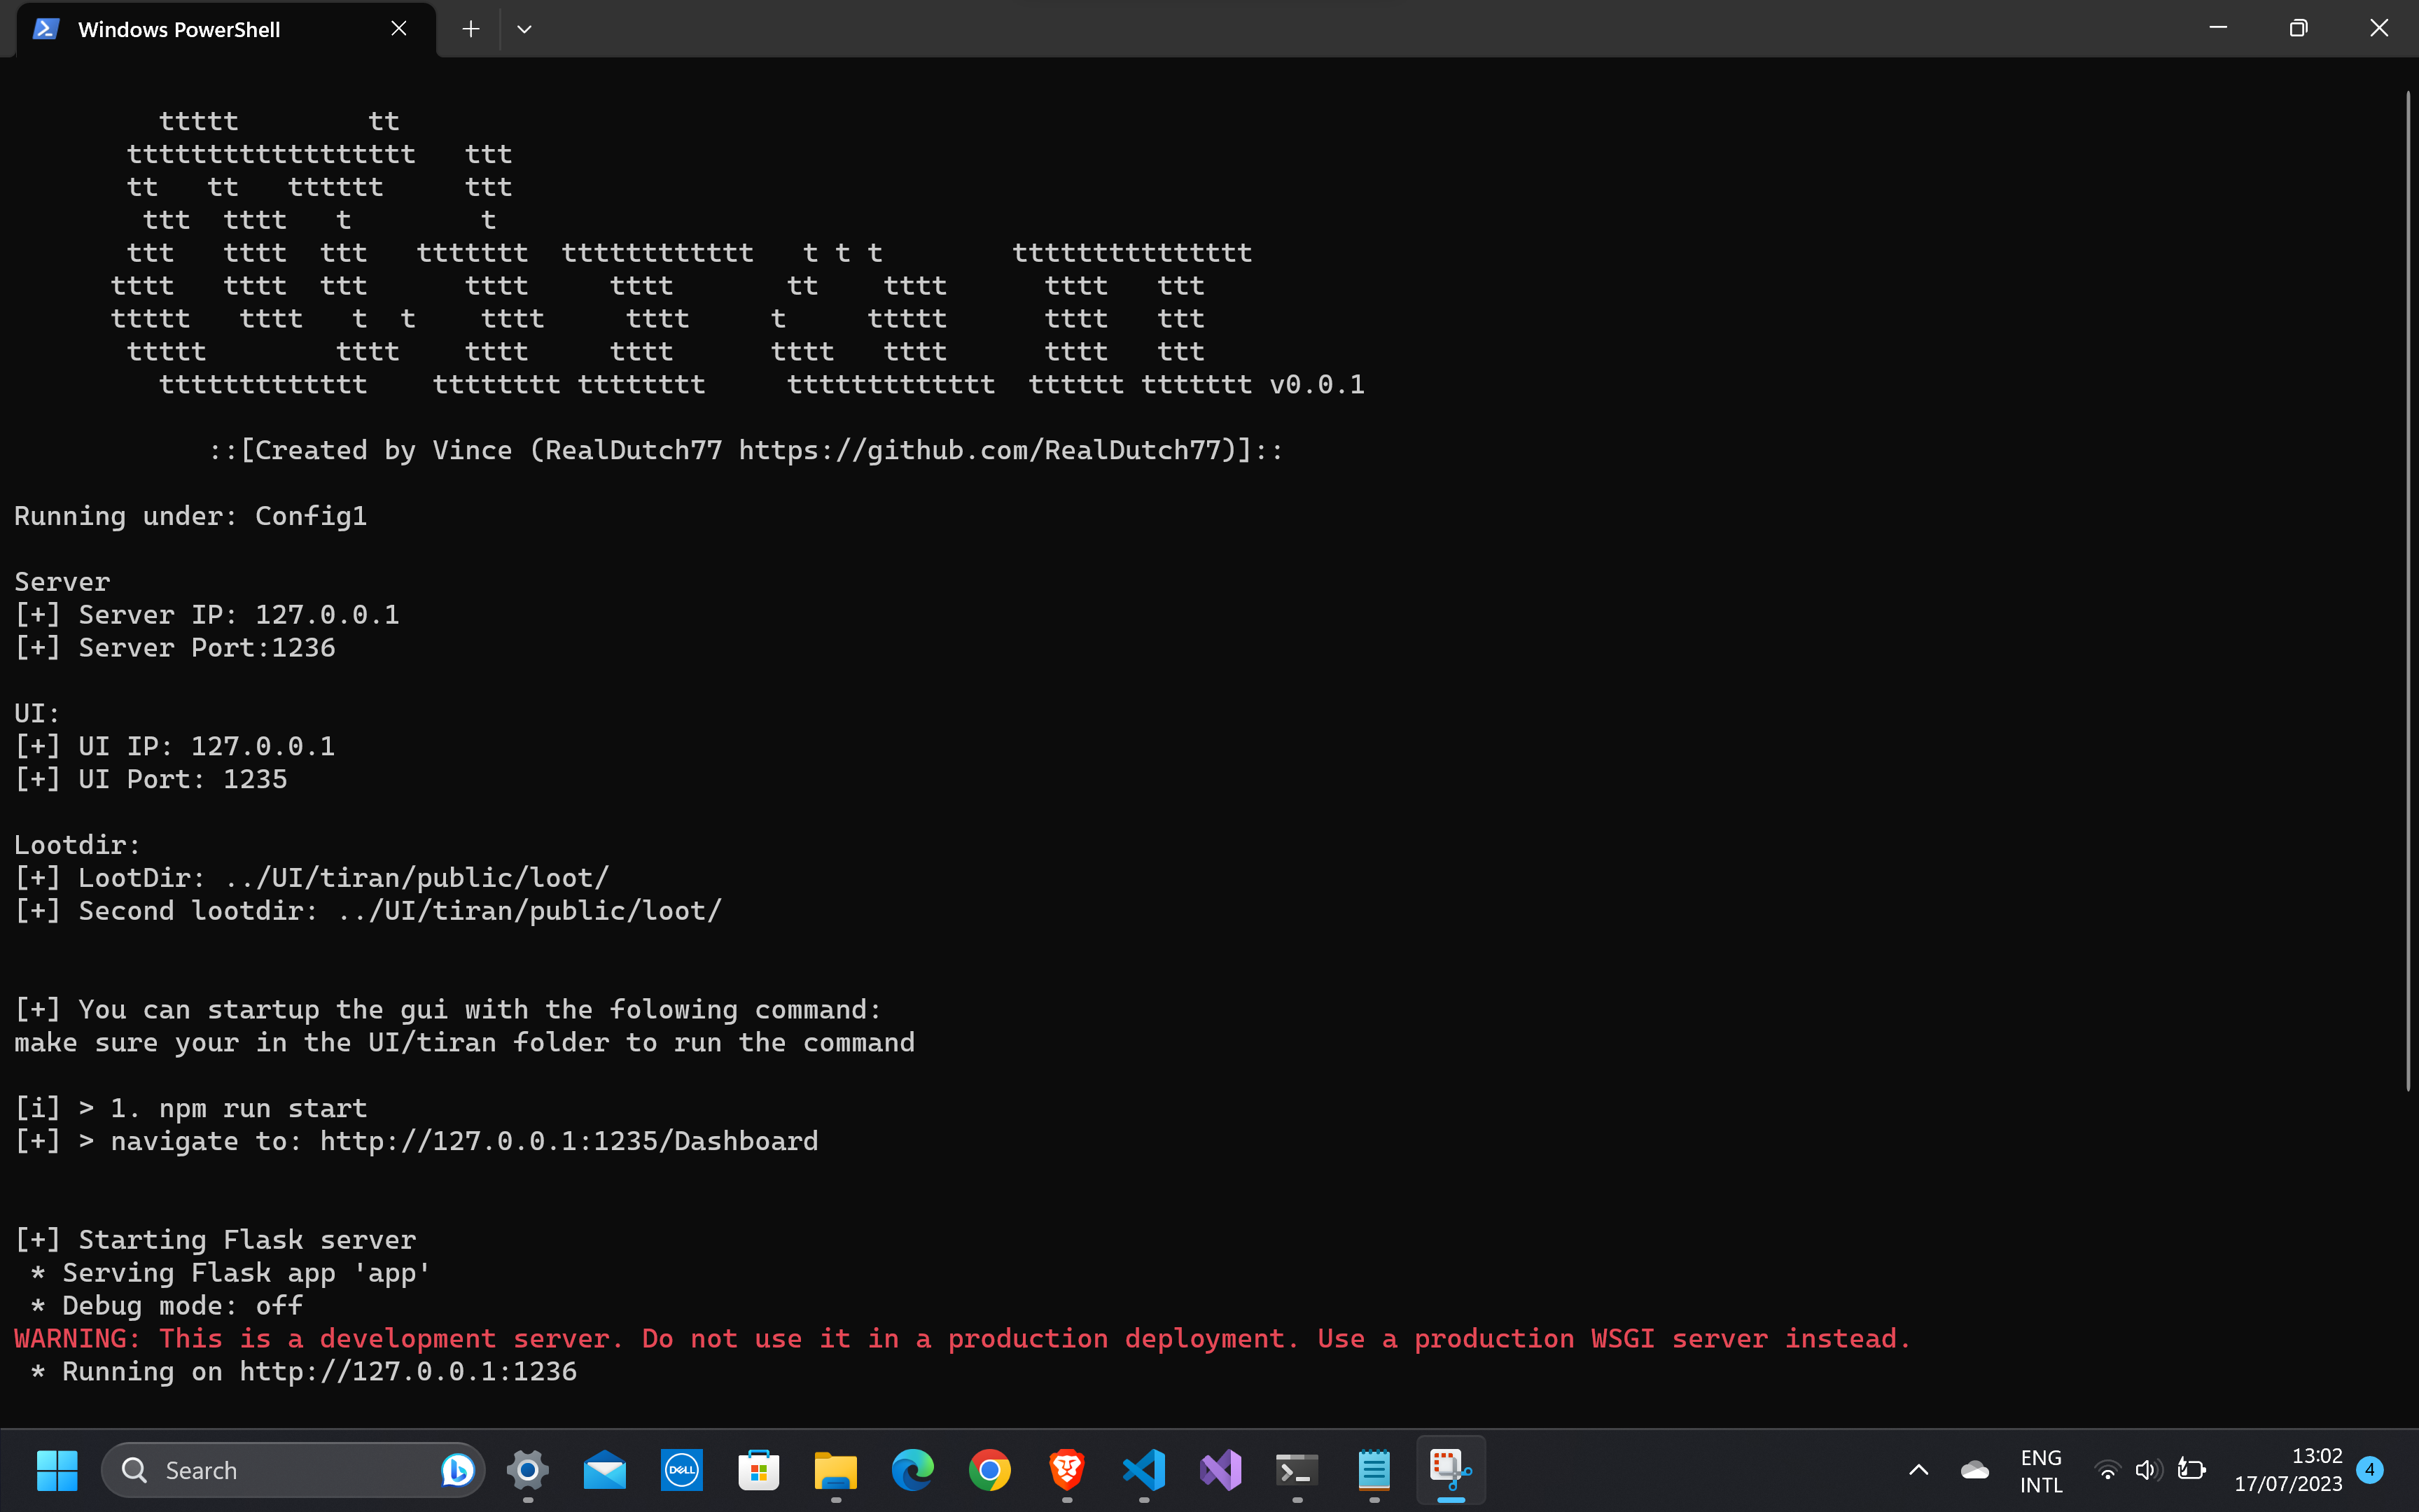 Windows PowerShell
ttttt        tt
tttttttttttttttttt   ttt
tt   tt   tttttt     ttt
ttt  tttt   t        t
ttt   tttt  ttt   ttttttt  tttttttttttt   t t t        ttttttttttttttt
tttt   tttt  ttt      tttt     tttt       tt    tttt      tttt   ttt
ttttt   tttt   t  t    tttt     tttt     t     ttttt      tttt   ttt
ttttt        tttt    tttt     tttt      tttt   tttt      tttt   ttt
ttttttttttttt    tttttttt tttttttt     ttttttttttttt  tttttt ttttttt v0.0.1
::[Created by Vince (RealDutch77 https://github.com/RealDutch77)]::
Running under: Config1
Server
[+] Server IP: 127.0.0.1
[+] Server Port:1236
UI:
[+] UI IP: 127.0.0.1
[+] UI Port: 1235
Lootdir:
[+] LootDir: ../UI/tiran/public/loot/
[+] Second lootdir: ../UI/tiran/public/loot/
[+] You can startup the gui with the folowing command:
make sure your in the UI/tiran folder to run the command
[i] > 1. npm run start
[+] > navigate to: http://127.0.0.1:1235/Dashboard
[+] Starting Flask server
* Serving Flask app 'app'
* Debug mode: off
WARNING: This is a development server. Do not use it in a production deployment. Use a production WSGI server instead.
* Running on http://127.0.0.1:1236
Search
DELL
ENG
INTL
13:02
17/07/2023
4